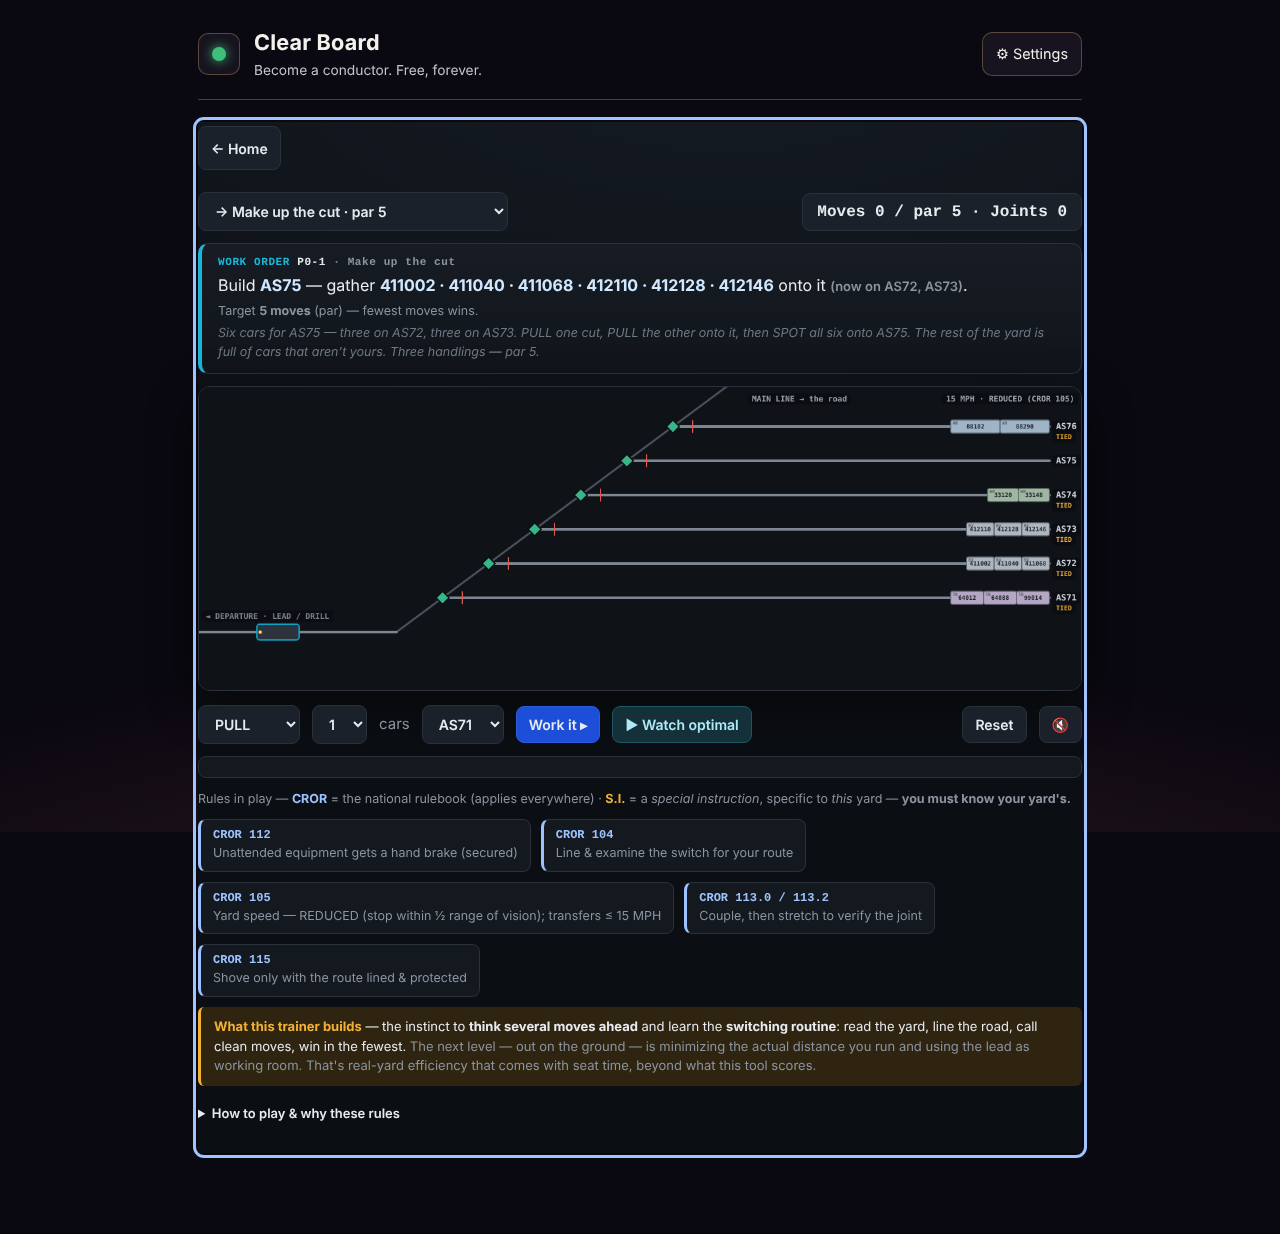 Clear Board
Become a conductor. Free, forever.
⚙ Settings
← Home
→ Make up the cut · par 5
Moves 0 / par 5 · Joints 0
WORK ORDER P0-1 · Make up the cut
Build AS75 — gather 411002 · 411040 · 411068 · 412110 · 412128 · 412146 onto it (now on AS72, AS73).
Target 5 moves (par) — fewest moves wins.
Six cars for AS75 — three on AS72, three on AS73. PULL one cut, PULL the other onto it, then SPOT all six onto AS75. The rest of the yard is
full of cars that aren't yours. Three handlings — par 5.
MAIN LINE → the road
15 MPH · REDUCED (CROR 105)
88102 88290 AS76
TIED
AS75
33120 33148 AS74
TIED
412110 412128 412146 AS73
TIED
411002 411040 411068 AS72
TIED
64012 64088 99014 AS71
TIED
◄ DEPARTURE · LEAD / DRILL
PULL 1 cars AS71 Work it ▸ ▶ Watch optimal Reset
Rules in play — CROR = the national rulebook (applies everywhere) · S.I. = a special instruction, specific to this yard — you must know your yard's.
CROR 112
Unattended equipment gets a hand brake (secured)
CROR 104
Line & examine the switch for your route
CROR 105
Yard speed — REDUCED (stop within ½ range of vision); transfers ≤ 15 MPH
CROR 113.0 / 113.2
Couple, then stretch to verify the joint
CROR 115
Shove only with the route lined & protected
What this trainer builds — the instinct to think several moves ahead and learn the switching routine: read the yard, line the road, call
clean moves, win in the fewest. The next level — out on the ground — is minimizing the actual distance you run and using the lead as
working room. That's real-yard efficiency that comes with seat time, beyond what this tool scores.
▶ How to play & why these rules